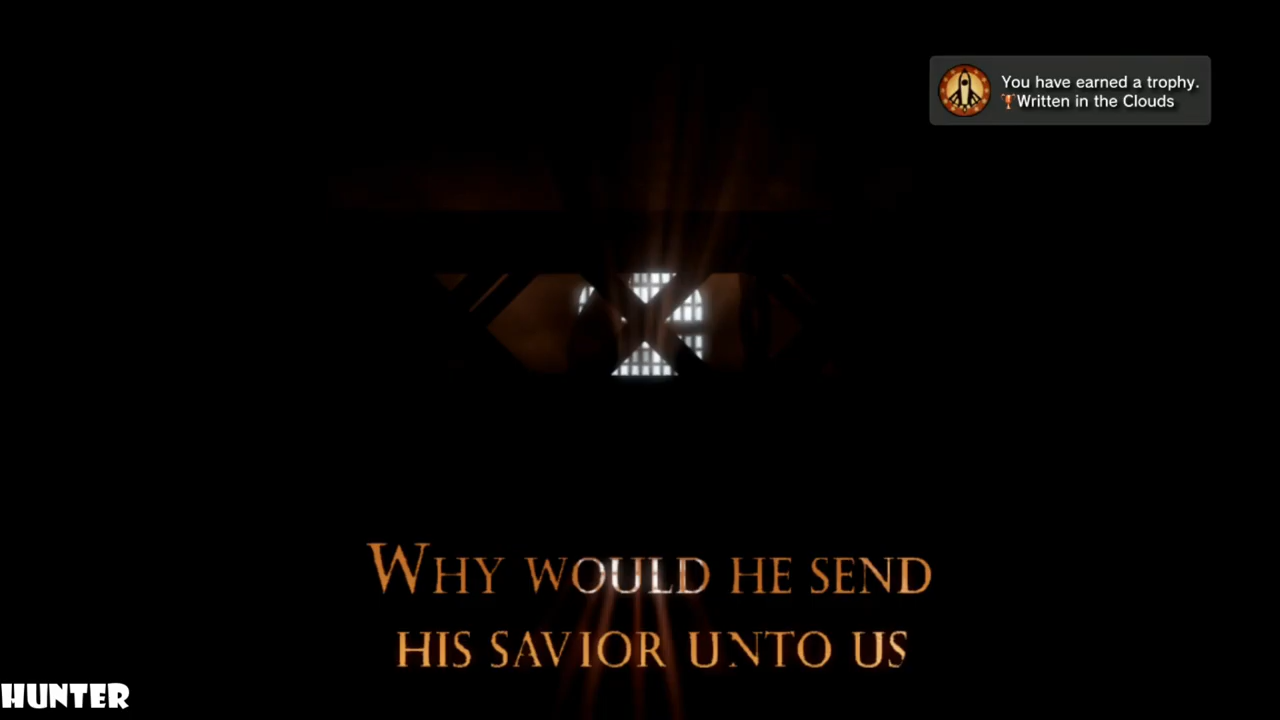 You have earned a trophy.
Written in the Clouds
WHY WOULD HE SEND
HIS SAVIOR UNTO US
HUNTER